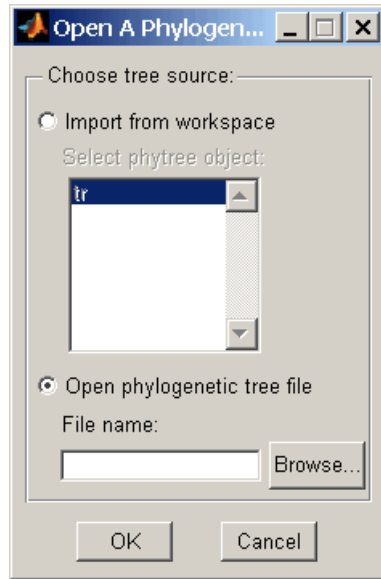 Open A Phylogen...
Choose tree source:
Import from workspace
Select phytree object:
tr
Open phylogenetic tree file
File name:
Browse...
OK Cancel